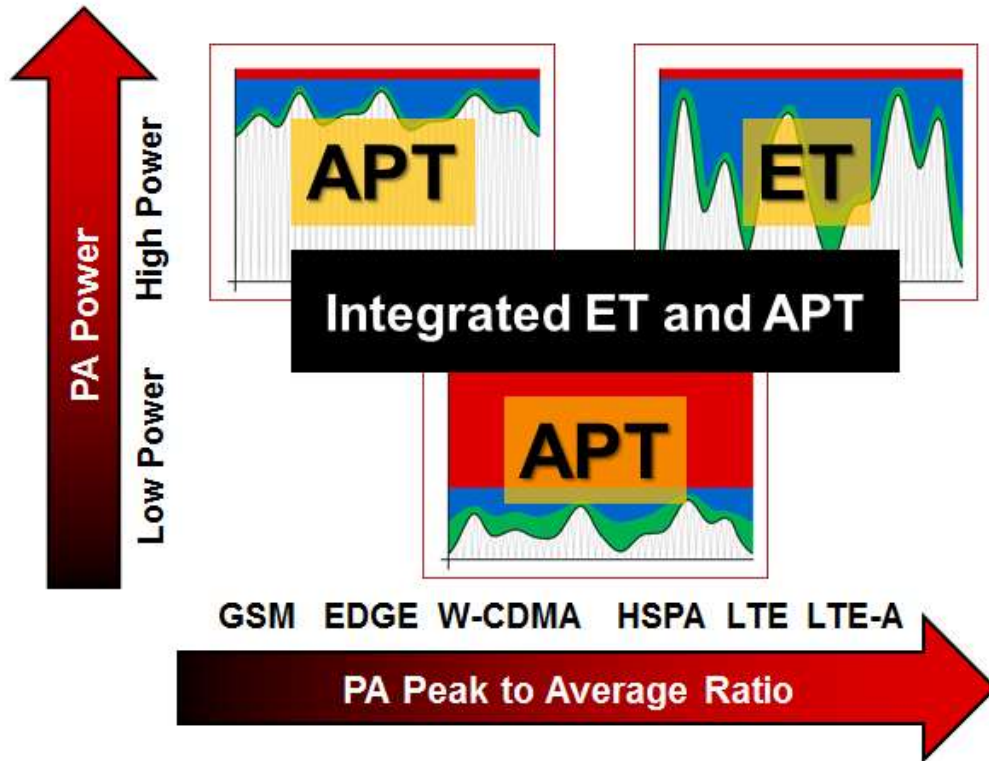 PA Power
High Power
Low Power
APT
ET
Integrated ET and APT
APT
GSM EDGE W-CDMA HSPA LTE LTE-A
PA Peak to Average Ratio